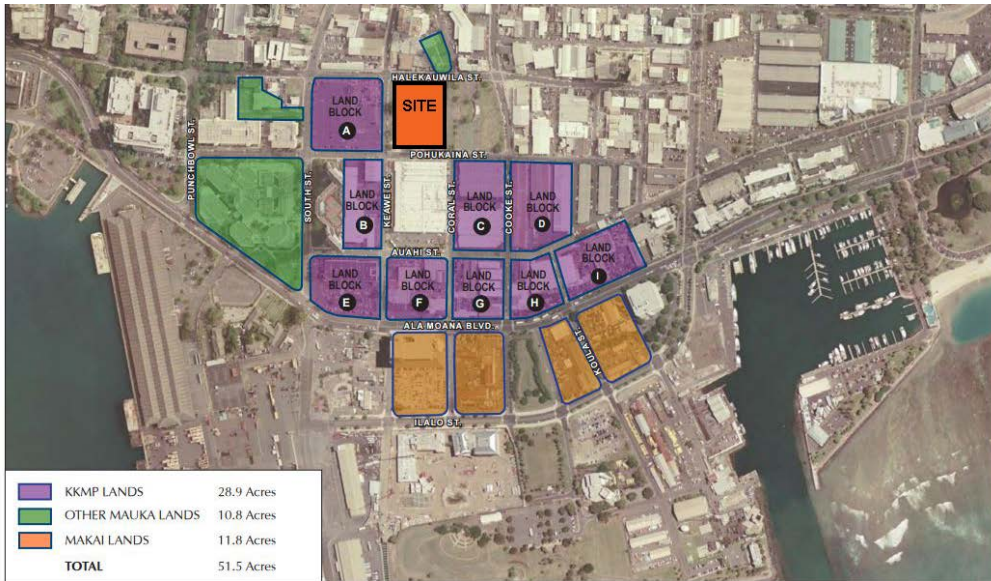 HALEKAUWILA ST.
LAND
BLOCK
A
SITE
PUNCHBOWL ST.
POHUKAINA ST.
SOUTH ST.
LAND
BLOCK
B
KEAWE ST.
CORAL ST.
LAND
BLOCK
C
COOKE ST.
LAND
BLOCK
D
AUAHI ST.
LAND
BLOCK
E
LAND
BLOCK
F
LAND
BLOCK
G
LAND
BLOCK
H
LAND
BLOCK
I
ALA MOANA BLVD.
KOULA ST.
ILALO ST.
KKMP LANDS 28.9 Acres
OTHER MAUKA LANDS 10.8 Acres
MAKAI LANDS 11.8 Acres
TOTAL 51.5 Acres